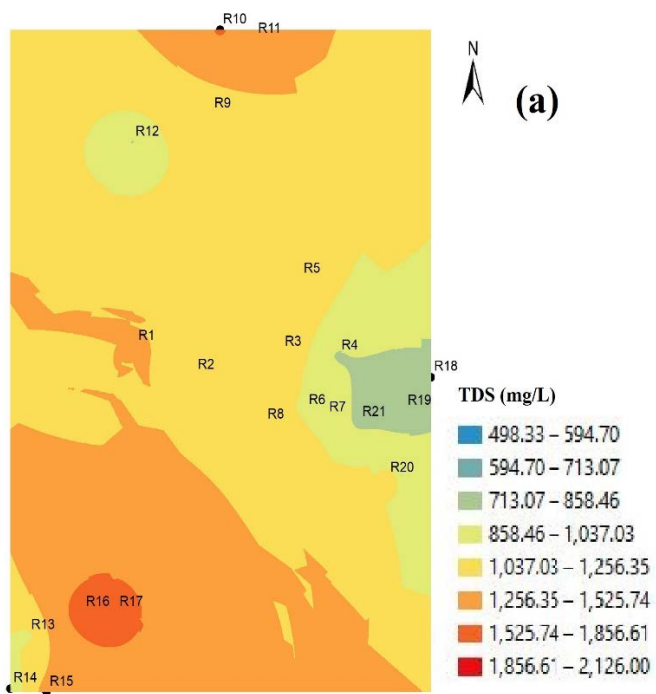 R10
R11
N
(a)
R9
R12
R5
R1
R3
R4
R2
R18
TDS (mg/L)
R6
R7
R19
R8
R21
498.33 – 594.70
R20
594.70 – 713.07
713.07 – 858.46
858.46 – 1,037.03
1,037.03 – 1,256.35
R16
R17
1,256.35 – 1,525.74
R13
1,525.74 – 1,856.61
R14
R15
1,856.61 – 2,126.00